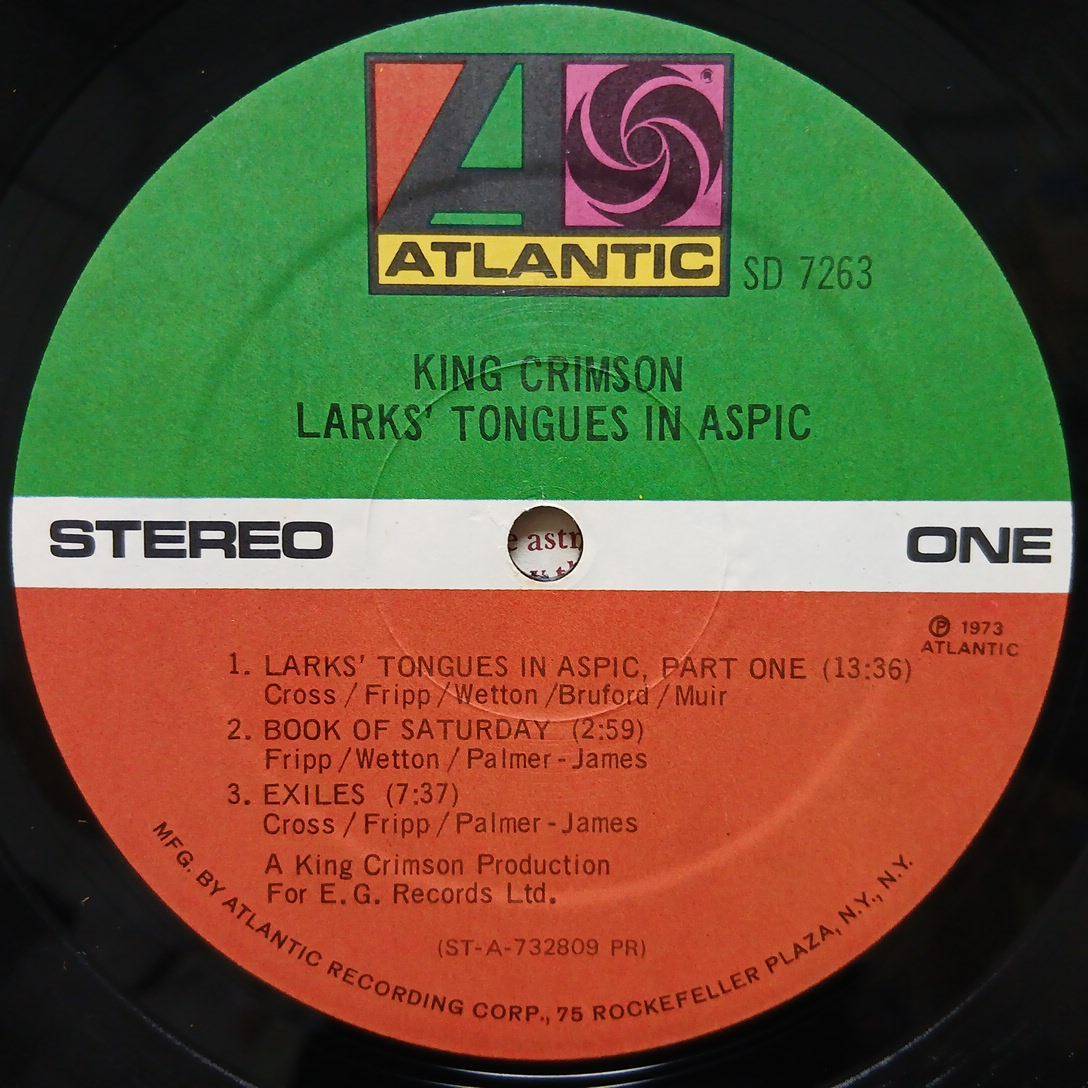 ATLANTIC
SD 7263
KING CRIMSON
LARKS' TONGUES IN ASPIC
STEREO
e astr
ONE
Ⓟ 1973
ATLANTIC
1. LARKS' TONGUES IN ASPIC, PART ONE (13:36)
Cross / Fripp / Wetton / Bruford / Muir
2. BOOK OF SATURDAY (2:59)
Fripp / Wetton / Palmer - James
3. EXILES (7:37)
Cross / Fripp / Palmer - James
A King Crimson Production
For E.G. Records Ltd.
(ST-A-732809 PR)
MFG. BY ATLANTIC RECORDING CORP., 75 ROCKEFELLER PLAZA, N.Y., N.Y.